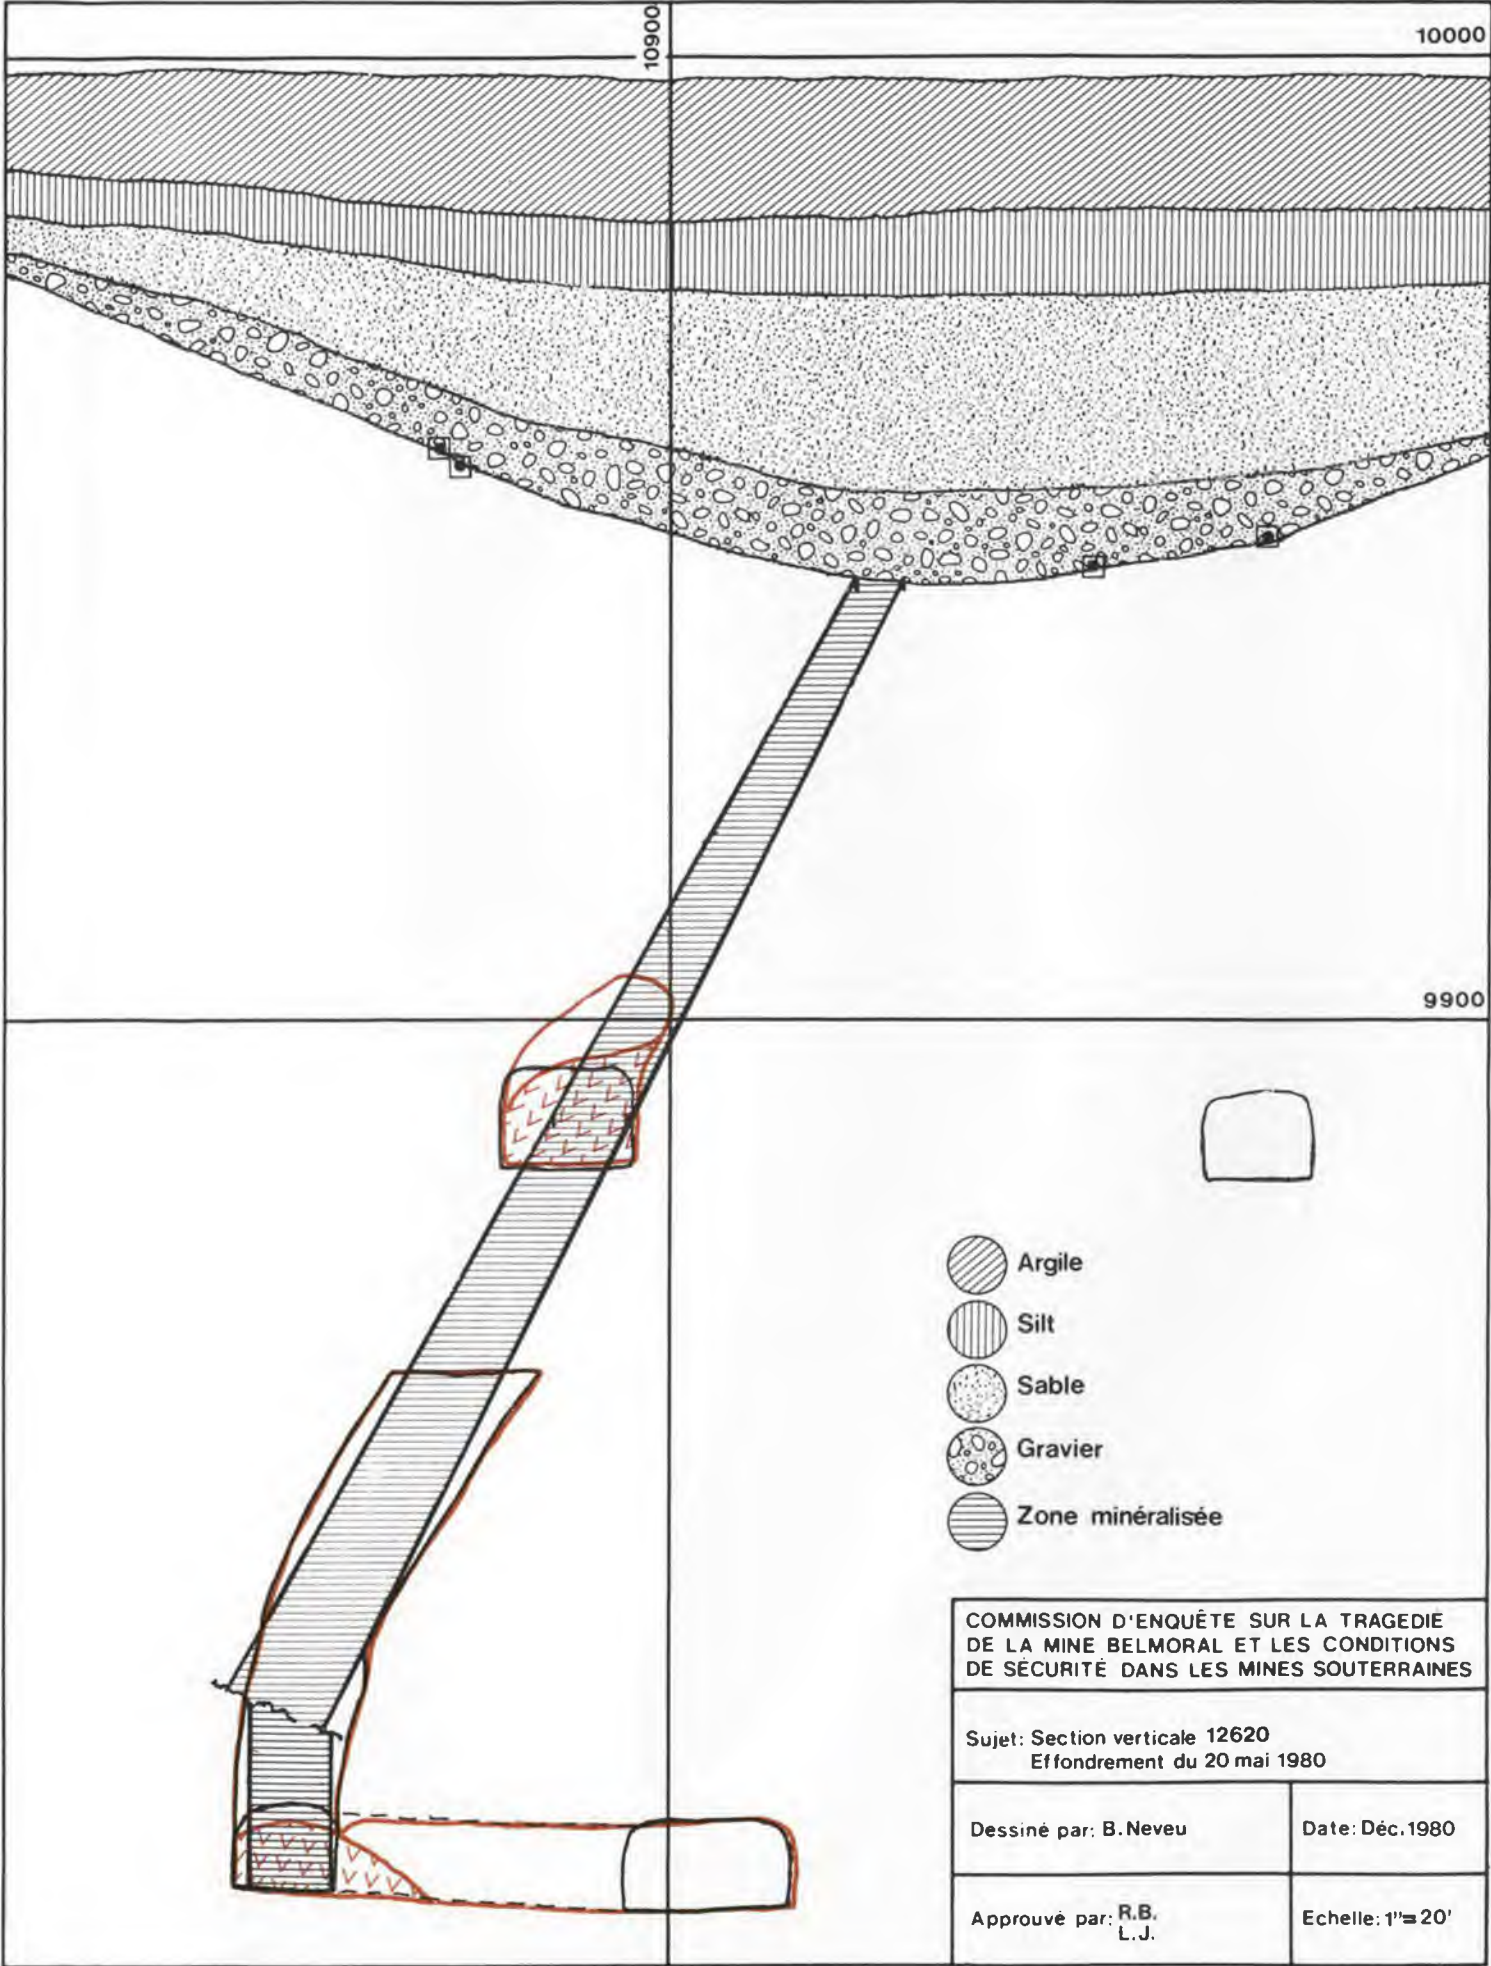 10900
10000
9900
Argile
Silt
Sable
Gravier
Zone minéralisée
COMMISSION D'ENQUÊTE SUR LA TRAGEDIE
DE LA MINE BELMORAL ET LES CONDITIONS
DE SÉCURITÉ DANS LES MINES SOUTERRAINES
Sujet: Section verticale 12620
Effondrement du 20 mai 1980
Dessiné par: B. Neveu
Date: Déc. 1980
Approuvé par: R.B.
L.J.
Echelle: 1"=20'